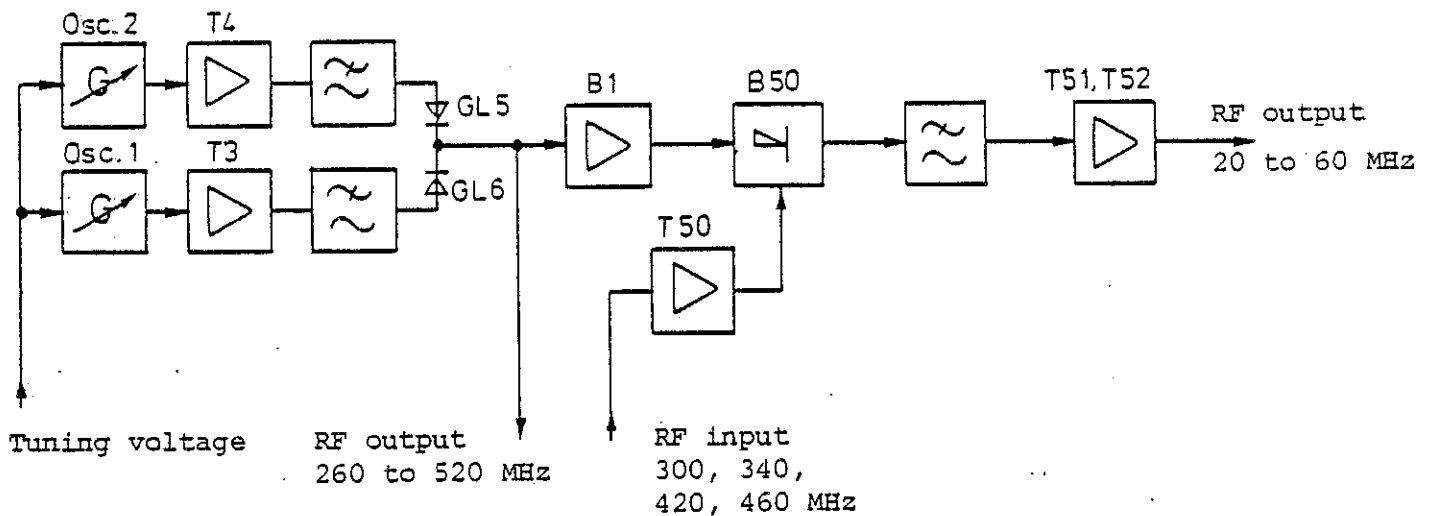 Osc.2
T4
GL5
B1
B50
T51,T52
RF output
20 to 60 MHz
G
Osc.1
T3
GL6
G
T50
Tuning voltage
RF output
260 to 520 MHz
RF input
300, 340,
420, 460 MHz